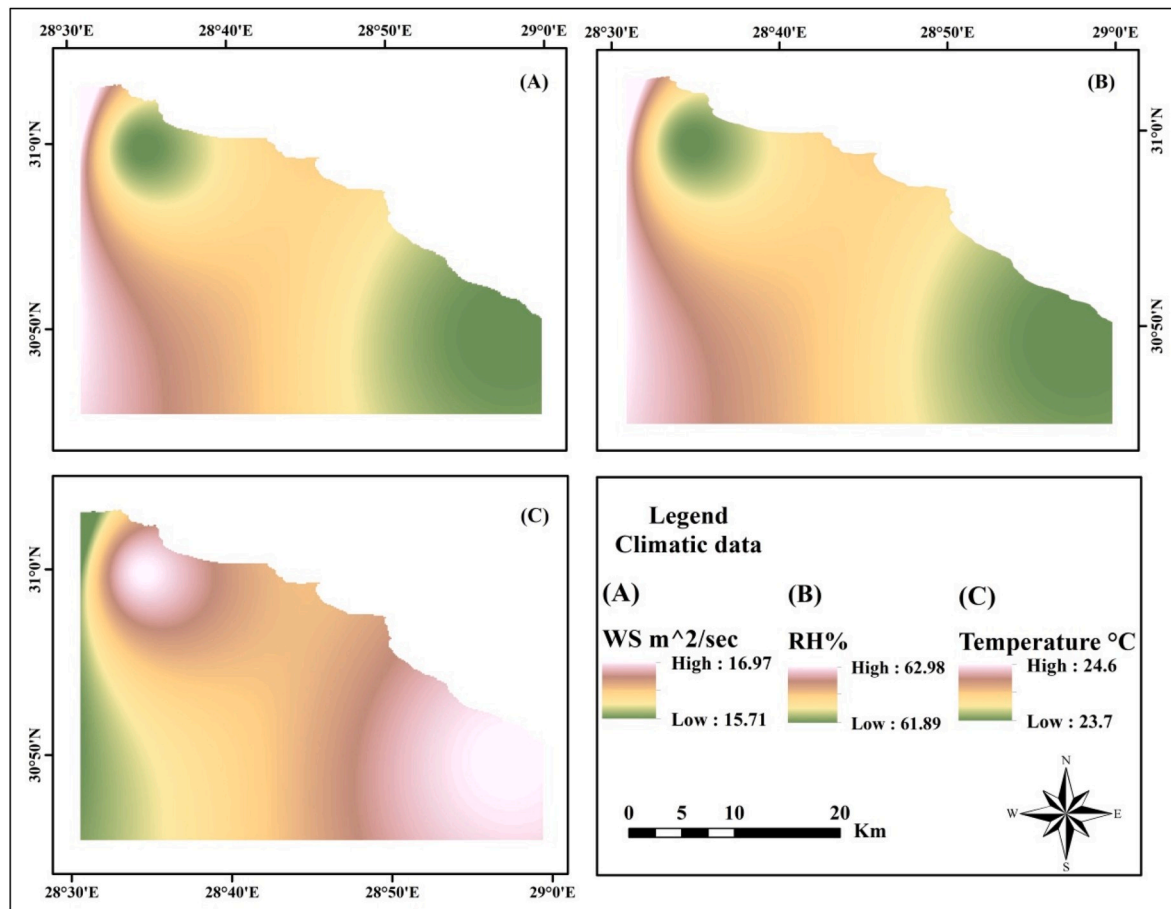 28°30'E 28°40'E 28°50'E 29°0'E
28°30'E 28°40'E 28°50'E 29°0'E
(A)
(B)
31°0'N
30°50'N
31°0'N
30°50'N
(C)
31°0'N
30°50'N
28°30'E 28°40'E 28°50'E 29°0'E
Legend
Climatic data
(A) (B) (C)
WS m^2/sec RH% Temperature °C
High : 16.97 High : 62.98 High : 24.6
Low : 15.71 Low : 61.89 Low : 23.7
N
W E
S
0 5 10 20
Km